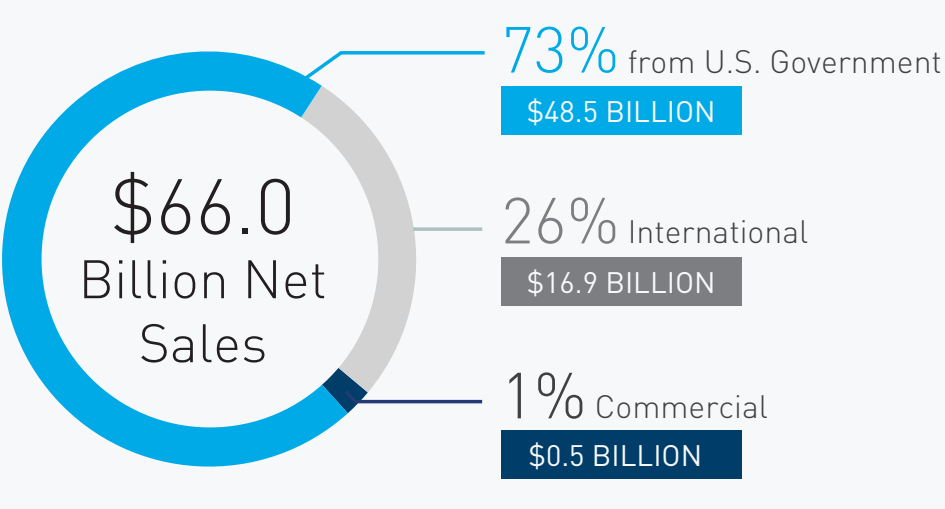 $66.0
Billion Net
Sales
73% from U.S. Government
$48.5 BILLION
26% International
$16.9 BILLION
1% Commercial
$0.5 BILLION